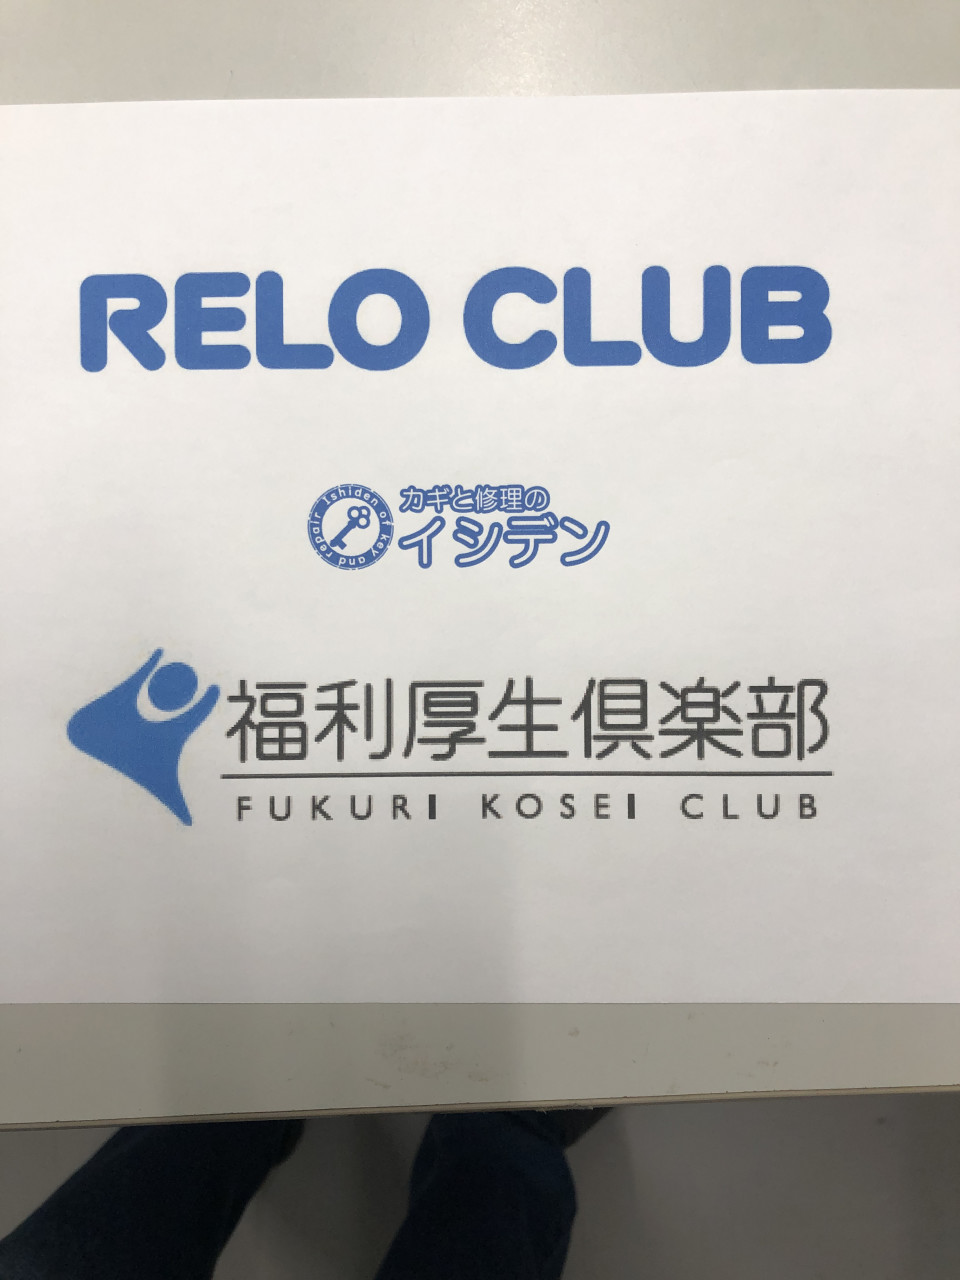 RELO CLUB
Ishiden of key and repair
カギと修理の
イシデン
福利厚生倶楽部
FUKURI KOSEI CLUB